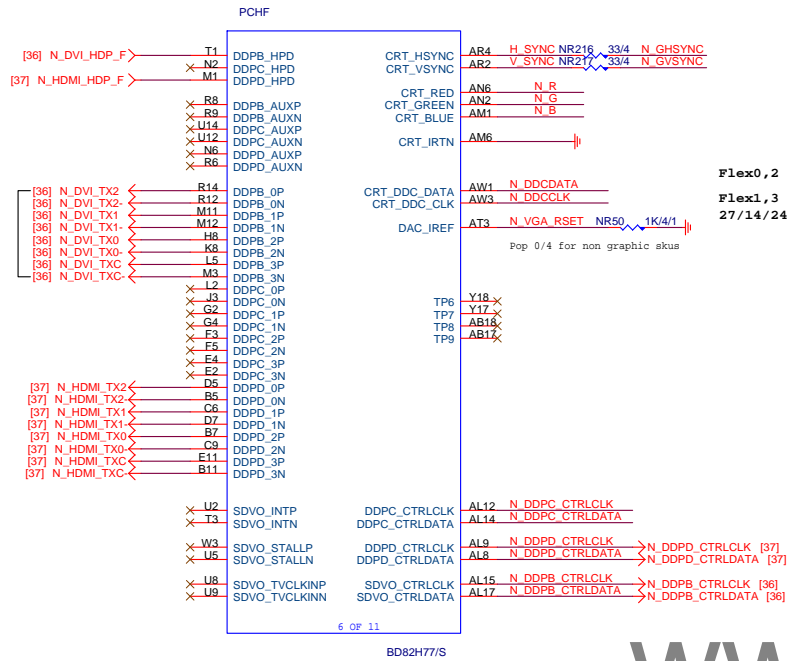 PCHF
[36] N_DVI_HDP_F T1 DDPB_HPD
N2 DDPC_HPD
[37] N_HDMI_HDP_F M1 DDPD_HPD
R8 DDPB_AUXP
R9 DDPB_AUXN
U14 DDPC_AUXP
U12 DDPC_AUXN
N6 DDPD_AUXP
R6 DDPD_AUXN
[36] N_DVI_TX2 R14 DDPB_0P
[36] N_DVI_TX2- R12 DDPB_0N
[36] N_DVI_TX1 M11 DDPB_1P
[36] N_DVI_TX1- M12 DDPB_1N
[36] N_DVI_TX0 H8 DDPB_2P
[36] N_DVI_TX0- K8 DDPB_2N
[36] N_DVI_TXC L5 DDPB_3P
[36] N_DVI_TXC- M3 DDPB_3N
L2 DDPC_0P
J3 DDPC_0N
G2 DDPC_1P
G4 DDPC_1N
F3 DDPC_2P
F5 DDPC_2N
E4 DDPC_3P
E2 DDPC_3N
[37] N_HDMI_TX2 D5 DDPD_0P
[37] N_HDMI_TX2- B5 DDPD_0N
[37] N_HDMI_TX1 C6 DDPD_1P
[37] N_HDMI_TX1- D7 DDPD_1N
[37] N_HDMI_TX0 B7 DDPD_2P
[37] N_HDMI_TX0- C9 DDPD_2N
[37] N_HDMI_TXC E11 DDPD_3P
[37] N_HDMI_TXC- B11 DDPD_3N
U2 SDVO_INTP
T3 SDVO_INTN
W3 SDVO_STALLP
U5 SDVO_STALLN
U8 SDVO_TVCLKINP
U9 SDVO_TVCLKINN
CRT_HSYNC AR4 H_SYNC NR216 33/4 N_GHSYNC
CRT_VSYNC AR2 V_SYNC NR217 33/4 N_GVSYNC
CRT_RED AN6 N_R
CRT_GREEN AN2 N_G
CRT_BLUE AM1 N_B
CRT_IRTN AM6
CRT_DDC_DATA AW1 N_DDCDATA
CRT_DDC_CLK AW3 N_DDCCLK
DAC_IREF AT3 N_VGA_RSET NR50 1K/4/1
Pop 0/4 for non graphic skus
Flex0,2
Flex1,3
27/14/24
TP6 Y18
TP7 Y17
TP8 AB18
TP9 AB17
DDPC_CTRLCLK AL12 N_DDPC_CTRLCLK
DDPC_CTRLDATA AL14 N_DDPC_CTRLDATA
DDPD_CTRLCLK AL9 N_DDPD_CTRLCLK N_DDPD_CTRLCLK [37]
DDPD_CTRLDATA AL8 N_DDPD_CTRLDATA N_DDPD_CTRLDATA [37]
SDVO_CTRLCLK AL15 N_DDPB_CTRLCLK N_DDPB_CTRLCLK [36]
SDVO_CTRLDATA AL17 N_DDPB_CTRLDATA N_DDPB_CTRLDATA [36]
6 OF 11
BD82H77/S